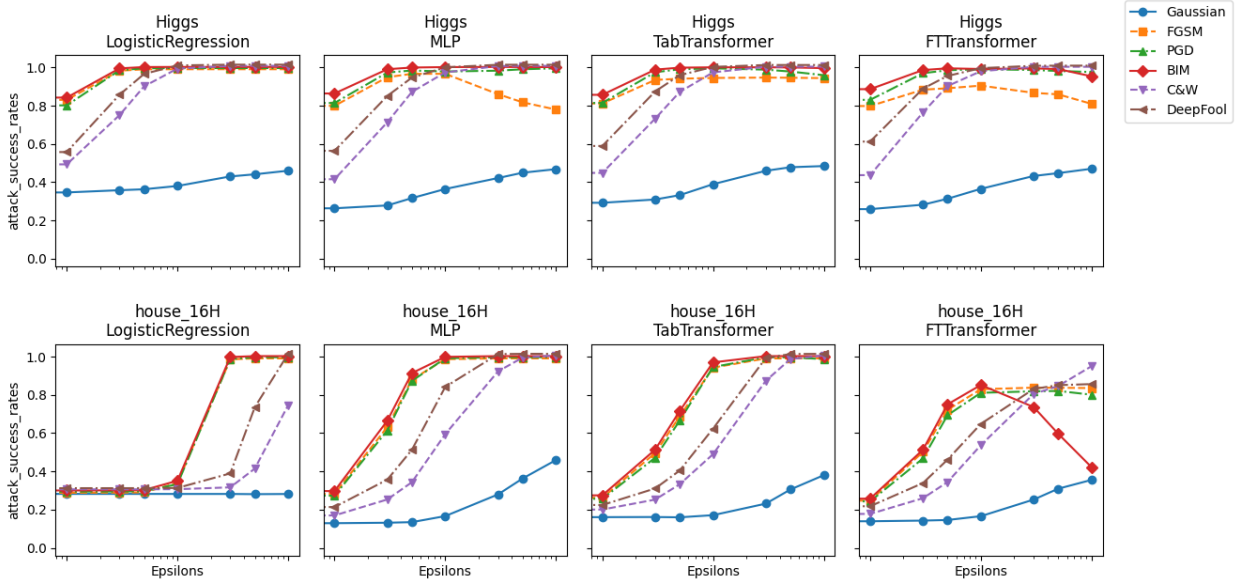 Higgs
LogisticRegression
Higgs
MLP
Higgs
TabTransformer
Higgs
FTTransformer
Gaussian
FGSM
PGD
BIM
C&W
DeepFool
attack_success_rates
1.0
0.8
0.6
0.4
0.2
0.0
house_16H
LogisticRegression
house_16H
MLP
house_16H
TabTransformer
house_16H
FTTransformer
attack_success_rates
1.0
0.8
0.6
0.4
0.2
0.0
Epsilons
Epsilons
Epsilons
Epsilons